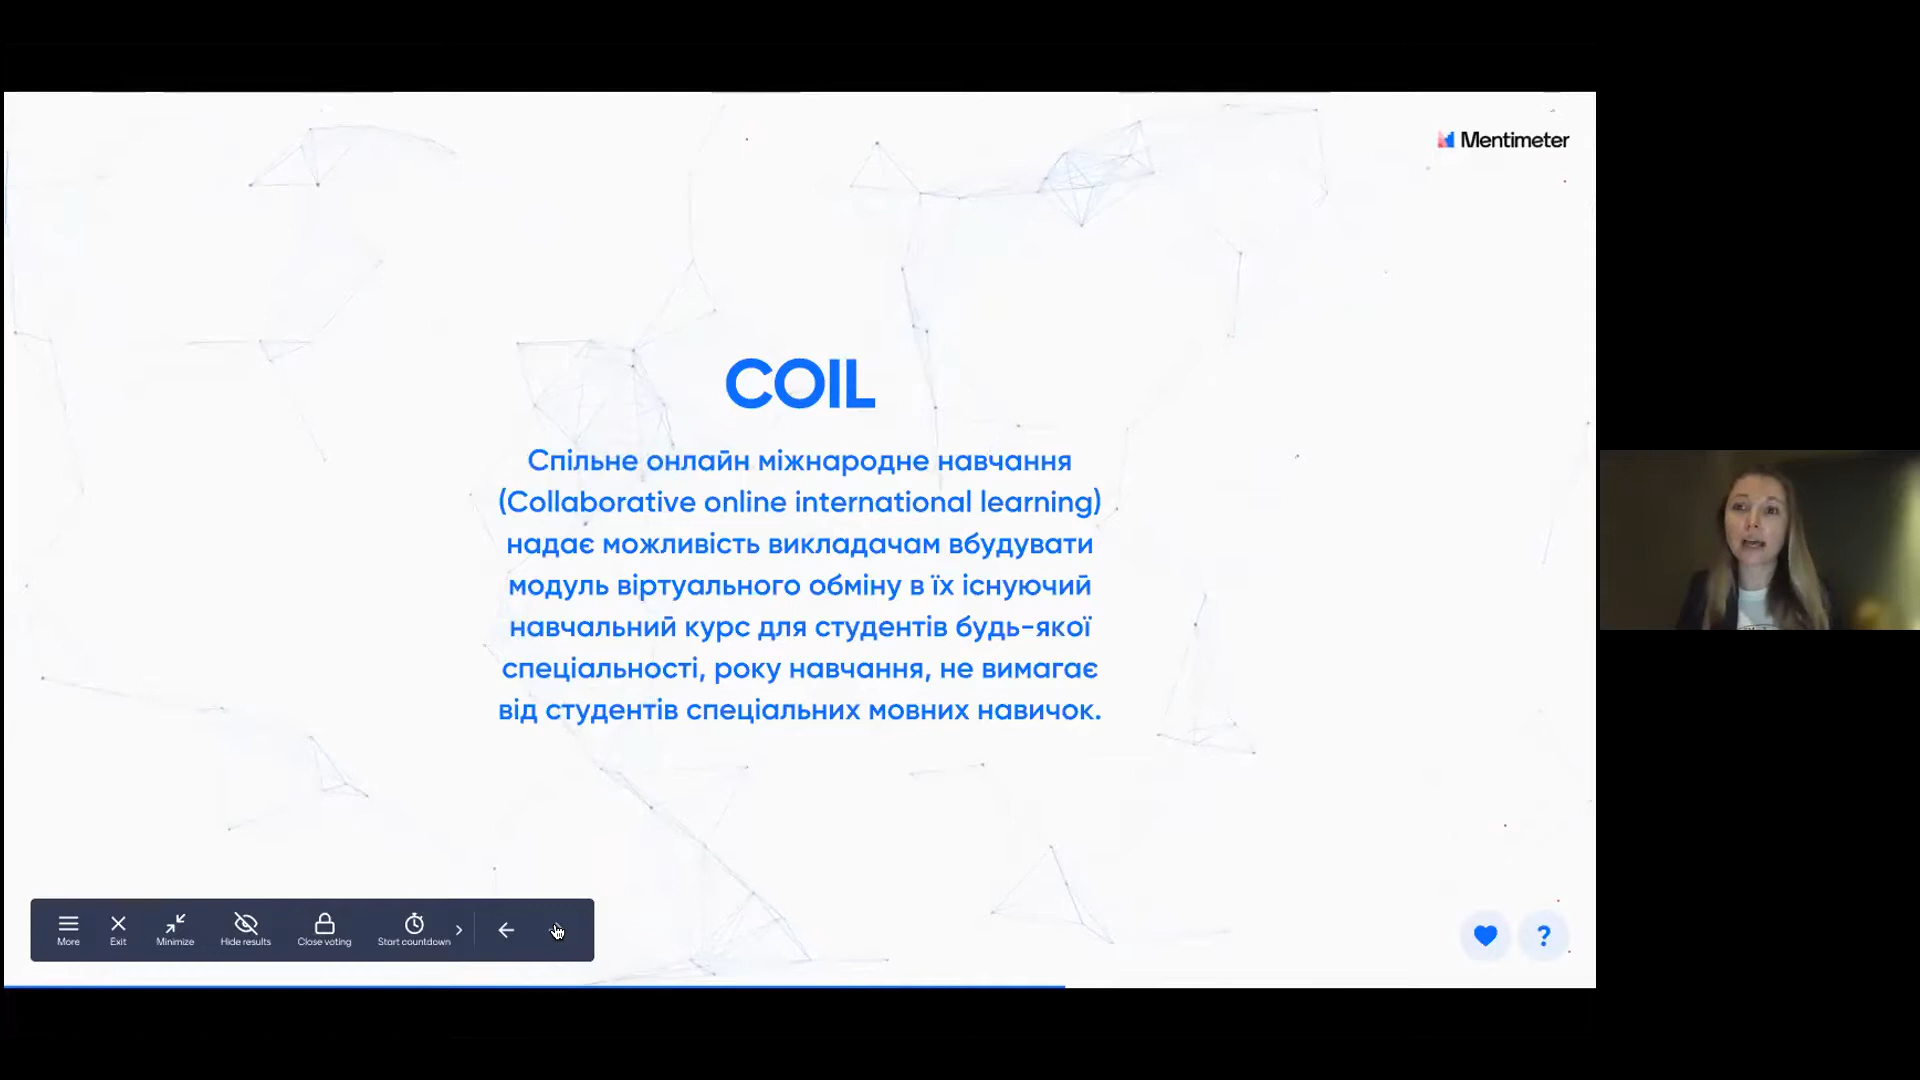 Mentimeter
COIL
Спільне онлайн міжнародне навчання
(Collaborative online international learning)
надає можливість викладачам вбудувати
модуль віртуального обміну в їх існуючий
навчальний курс для студентів будь-якої
спеціальності, року навчання, не вимагає
від студентів спеціальних мовних навичок.
More Exit Minimize Hide results Close voting Start countdown
?